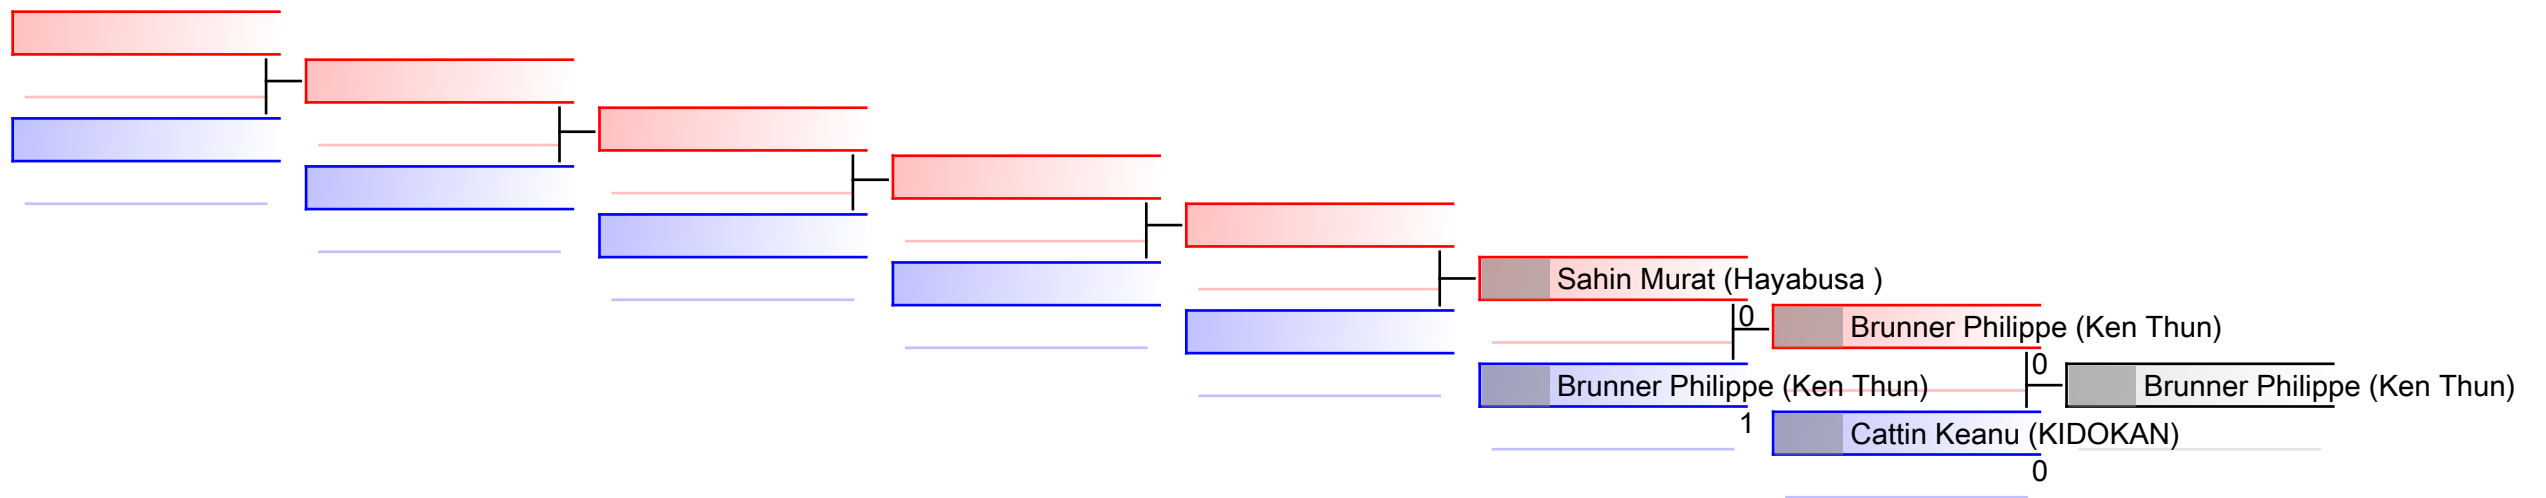 Sahin Murat (Hayabusa )
0
Brunner Philippe (Ken Thun)
1
Brunner Philippe (Ken Thun)
0
Cattin Keanu (KIDOKAN)
0
Brunner Philippe (Ken Thun)